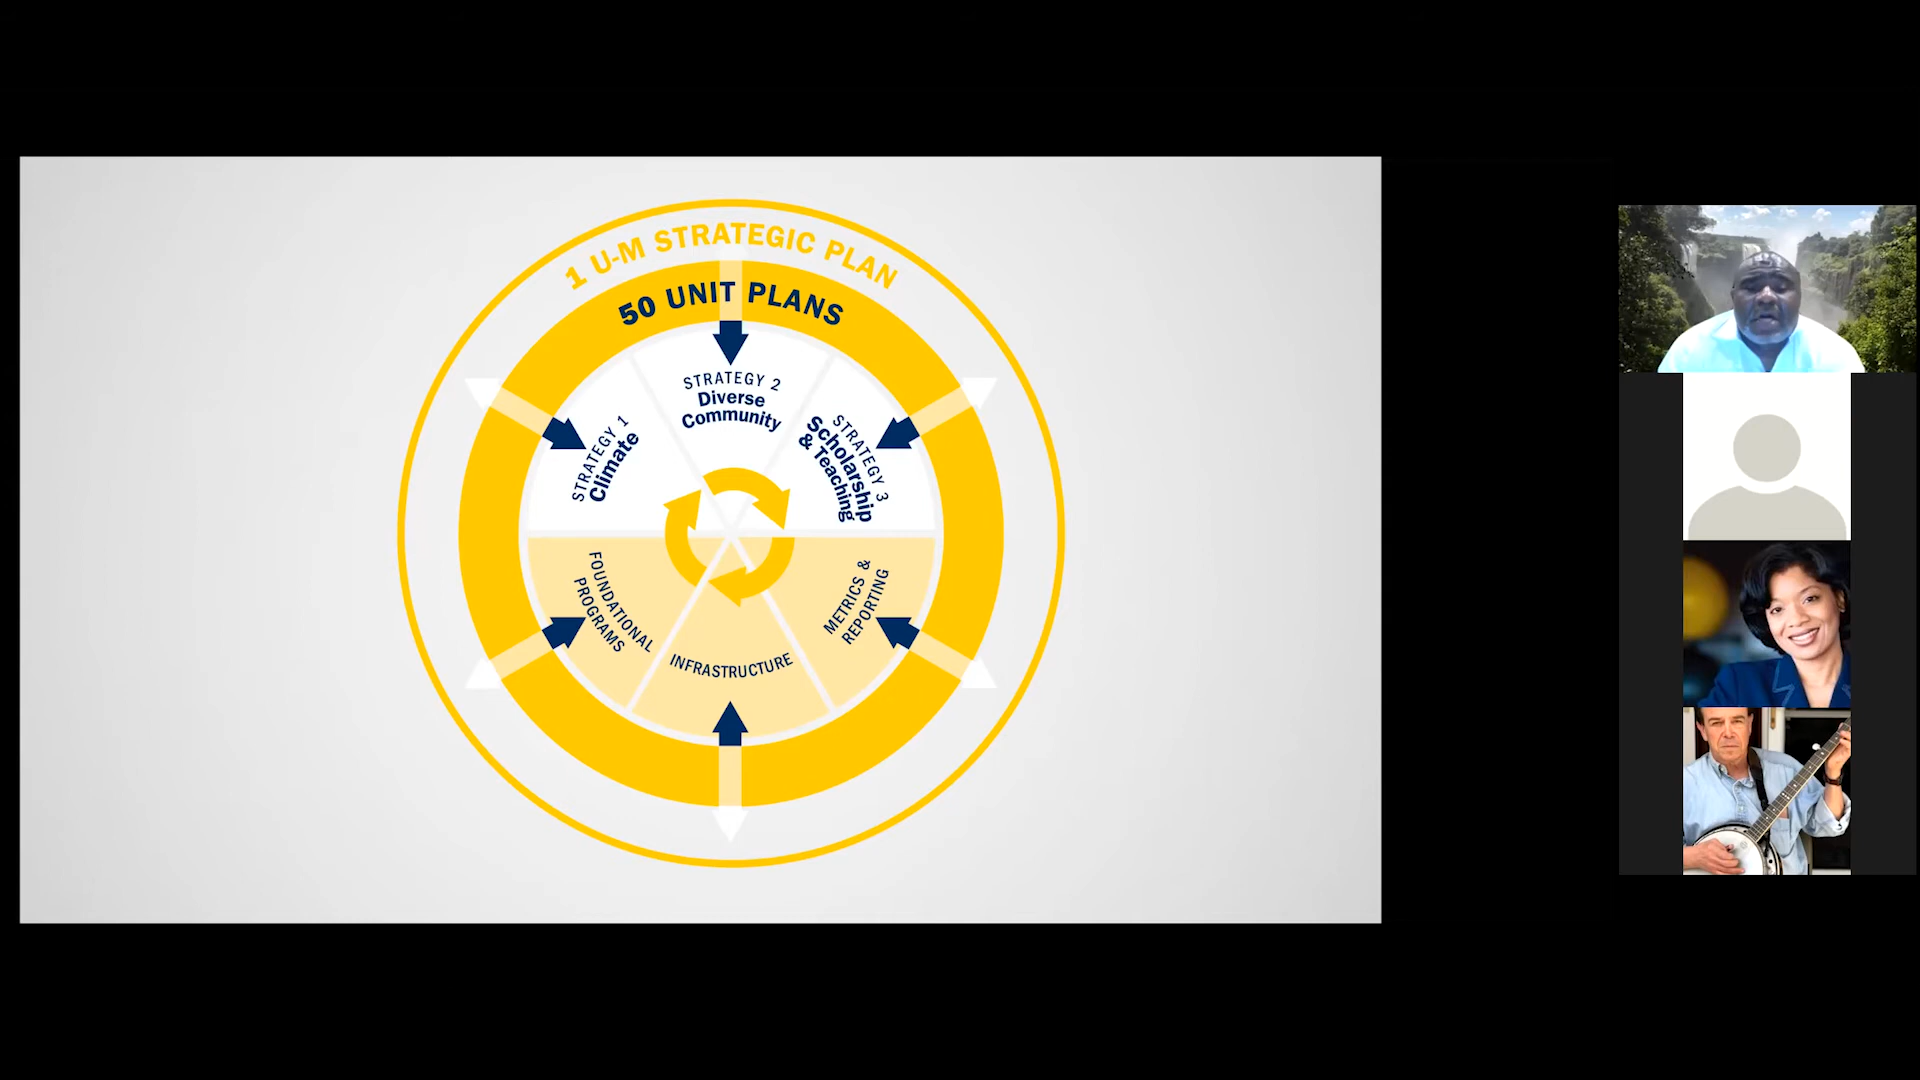 1 U-M STRATEGIC PLAN
50 UNIT PLANS
STRATEGY 1
Climate
STRATEGY 2
Diverse
Community
STRATEGY 3
Scholarship
& Teaching
FOUNDATIONAL
PROGRAMS
INFRASTRUCTURE
METRICS &
REPORTING